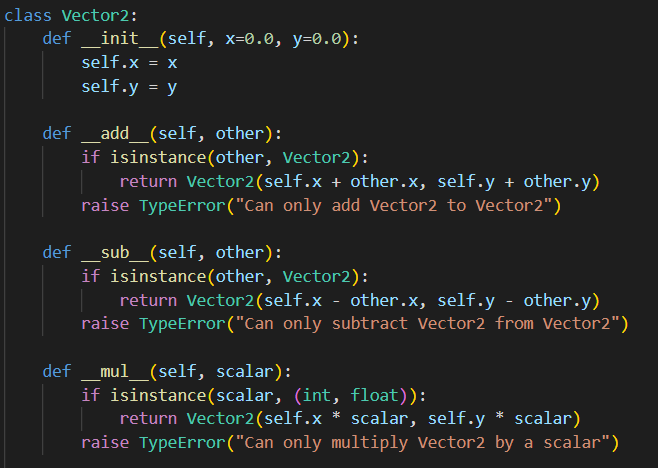 class Vector2:
    def __init__(self, x=0.0, y=0.0):
        self.x = x
        self.y = y

    def __add__(self, other):
        if isinstance(other, Vector2):
            return Vector2(self.x + other.x, self.y + other.y)
        raise TypeError("Can only add Vector2 to Vector2")

    def __sub__(self, other):
        if isinstance(other, Vector2):
            return Vector2(self.x - other.x, self.y - other.y)
        raise TypeError("Can only subtract Vector2 from Vector2")

    def __mul__(self, scalar):
        if isinstance(scalar, (int, float)):
            return Vector2(self.x * scalar, self.y * scalar)
        raise TypeError("Can only multiply Vector2 by a scalar")